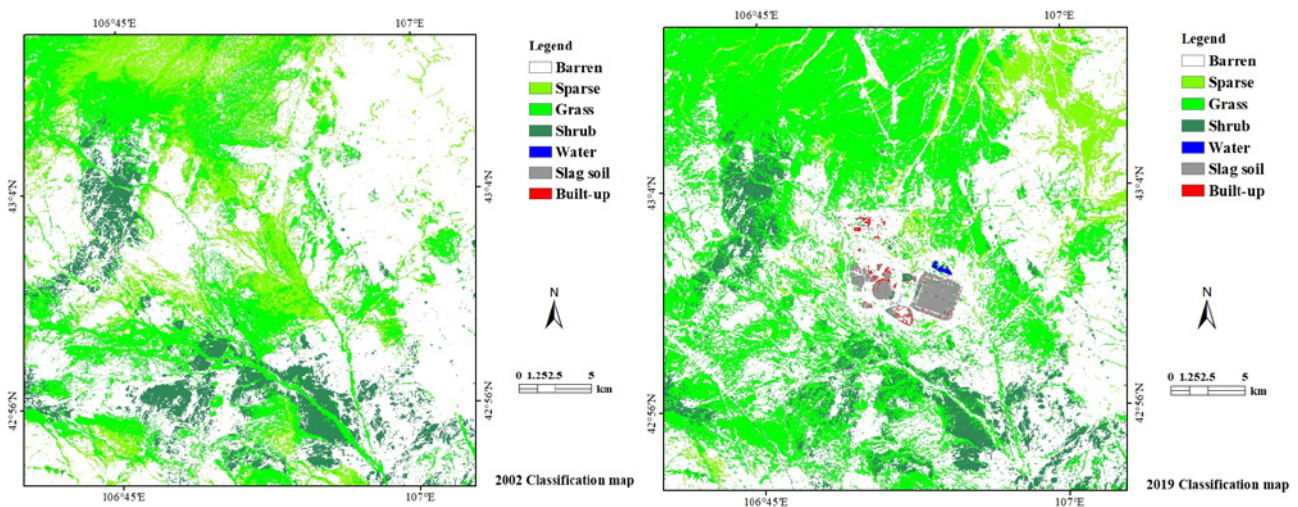 106°45'E 107°E
Legend
Barren
Sparse
Grass
Shrub
Water
Slag soil
Built-up
43°4'N 43°4'N
N
0 1.252.5 5
km
42°56'N 42°56'N
2002 Classification map
106°45'E 107°E
106°45'E 107°E
Legend
Barren
Sparse
Grass
Shrub
Water
Slag soil
Built-up
43°4'N 43°4'N
N
0 1.252.5 5
km
42°56'N 42°56'N
2019 Classification map
106°45'E 107°E